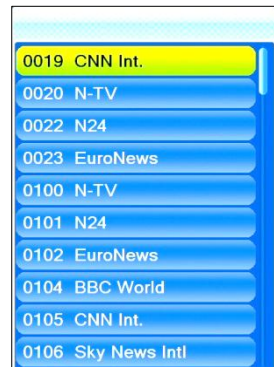 0019 CNN Int.
0020 N-TV
0022 N24
0023 EuroNews
0100 N-TV
0101 N24
0102 EuroNews
0104 BBC World
0105 CNN Int.
0106 Sky News Intl